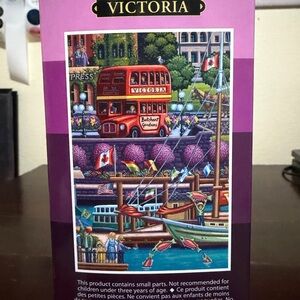 VICTORIA
PRESS
VICTORIA
Butchart
Gardens
This product contains small parts. Not recommended for
children under three years of age. ◆ Ce produit contient
des petites pièces. Ne convient pas aux enfants de moins